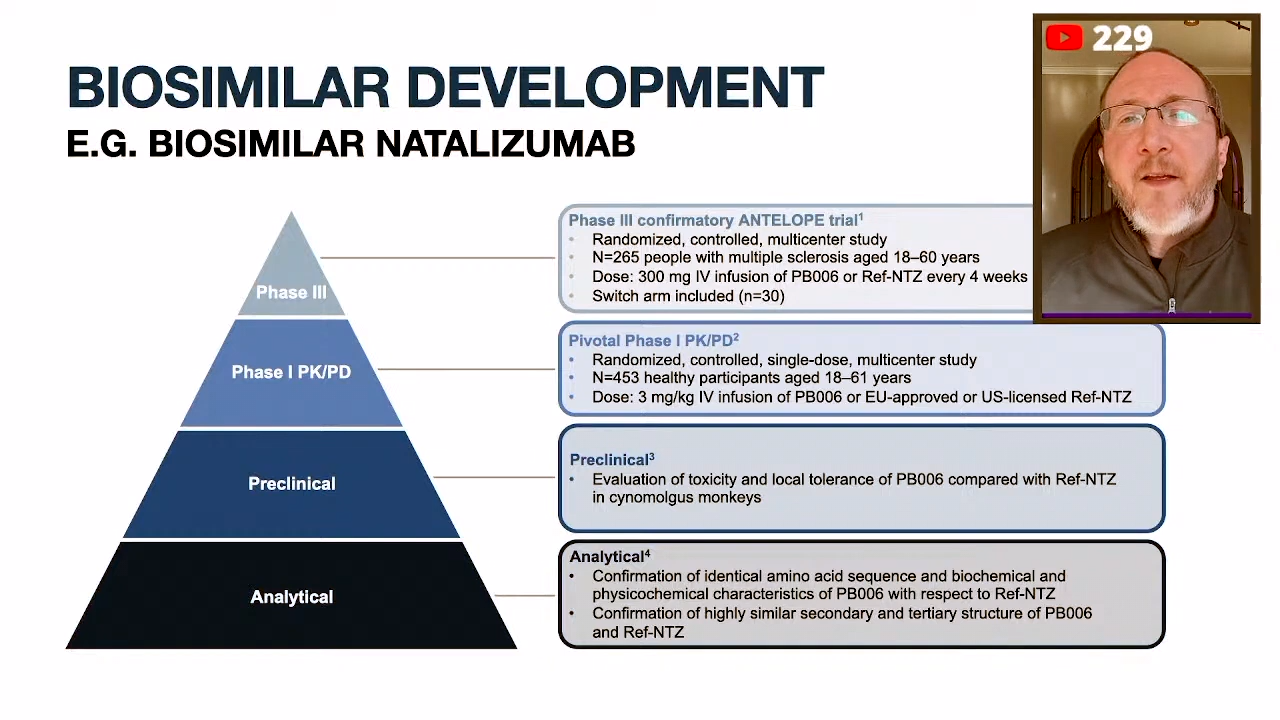 229
BIOSIMILAR DEVELOPMENT
E.G. BIOSIMILAR NATALIZUMAB
Phase III
Phase I PK/PD
Preclinical
Analytical
Phase III confirmatory ANTELOPE trial¹
• Randomized, controlled, multicenter study
• N=265 people with multiple sclerosis aged 18–60 years
• Dose: 300 mg IV infusion of PB006 or Ref-NTZ every 4 weeks
• Switch arm included (n=30)
Pivotal Phase I PK/PD²
• Randomized, controlled, single-dose, multicenter study
• N=453 healthy participants aged 18–61 years
• Dose: 3 mg/kg IV infusion of PB006 or EU-approved or US-licensed Ref-NTZ
Preclinical³
• Evaluation of toxicity and local tolerance of PB006 compared with Ref-NTZ
in cynomolgus monkeys
Analytical⁴
• Confirmation of identical amino acid sequence and biochemical and
physicochemical characteristics of PB006 with respect to Ref-NTZ
• Confirmation of highly similar secondary and tertiary structure of PB006
and Ref-NTZ